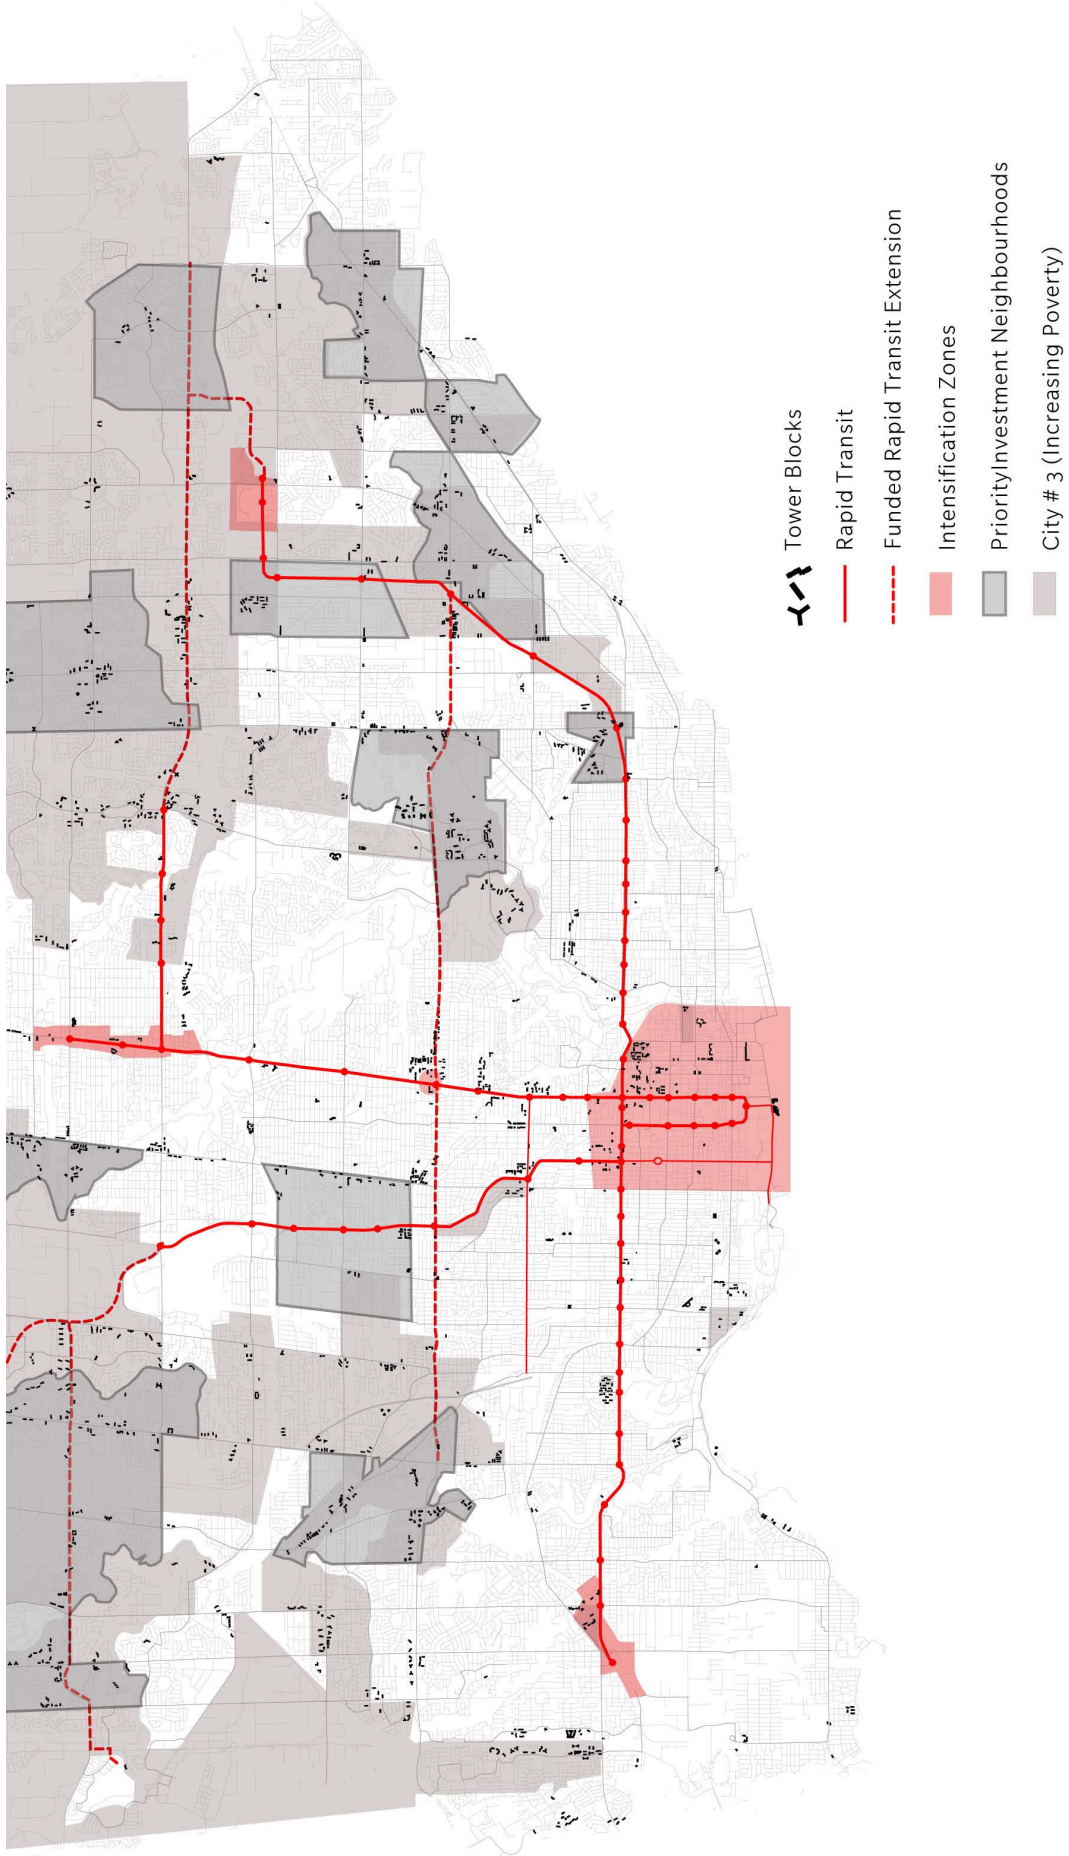 Tower Blocks
Rapid Transit
Funded Rapid Transit Extension
Intensification Zones
PriorityInvestment Neighbourhoods
City # 3 (Increasing Poverty)